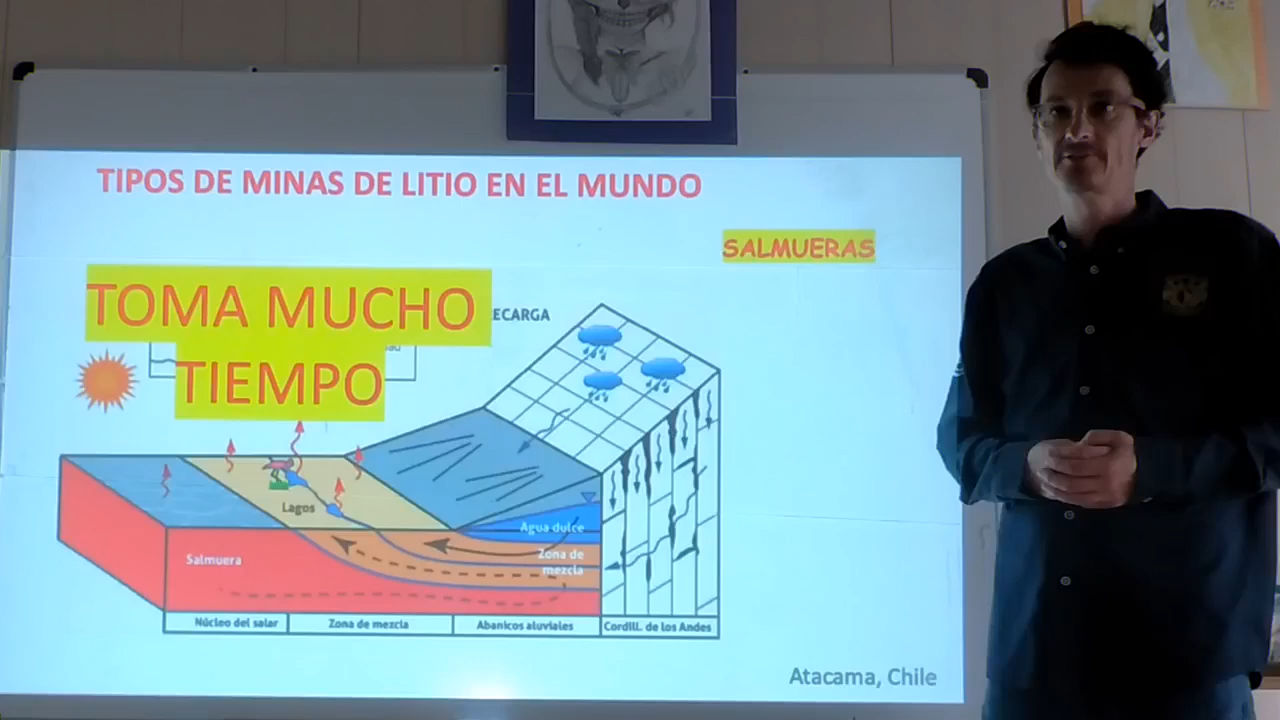 TIPOS DE MINAS DE LITIO EN EL MUNDO
SALMUERAS
TOMA MUCHO
TIEMPO
ECARGA
Lagos
Agua dulce
Zona de
mezcla
Salmuera
Núcleo del salar
Zona de mezcla
Abanicos aluviales
Cordill. de los Andes
Atacama, Chile